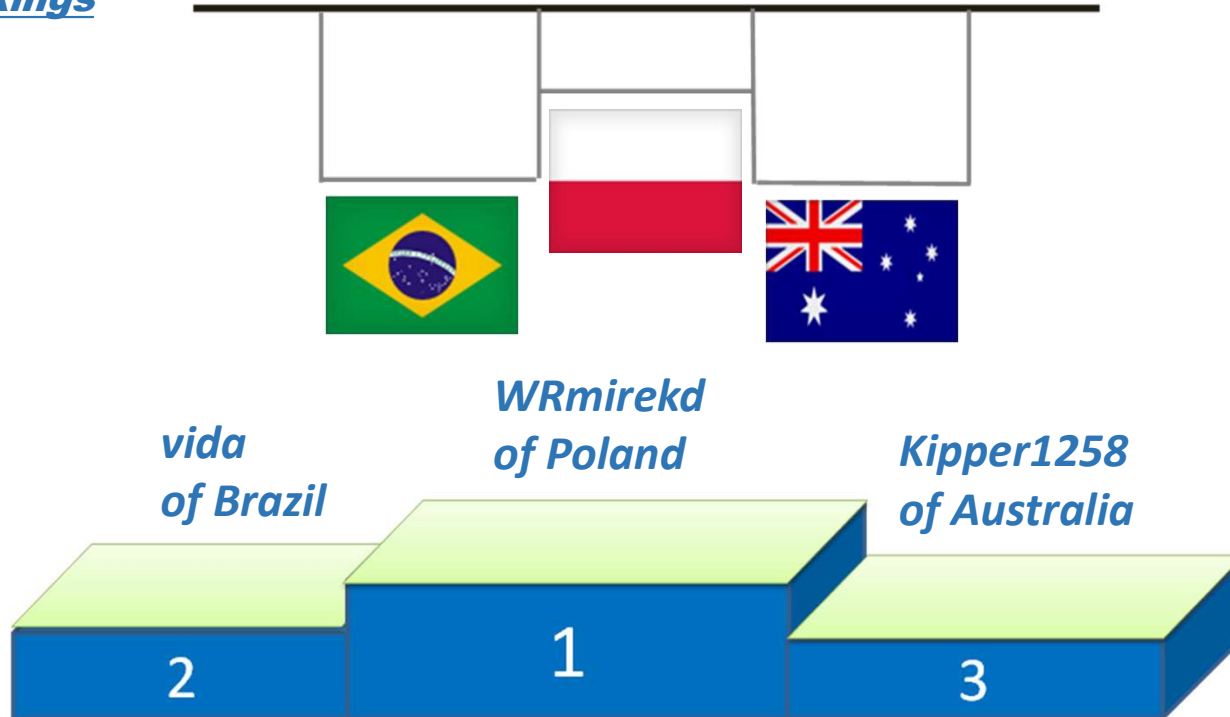 vida
of Brazil
WRmirekd
of Poland
Kipper1258
of Australia
2
1
3